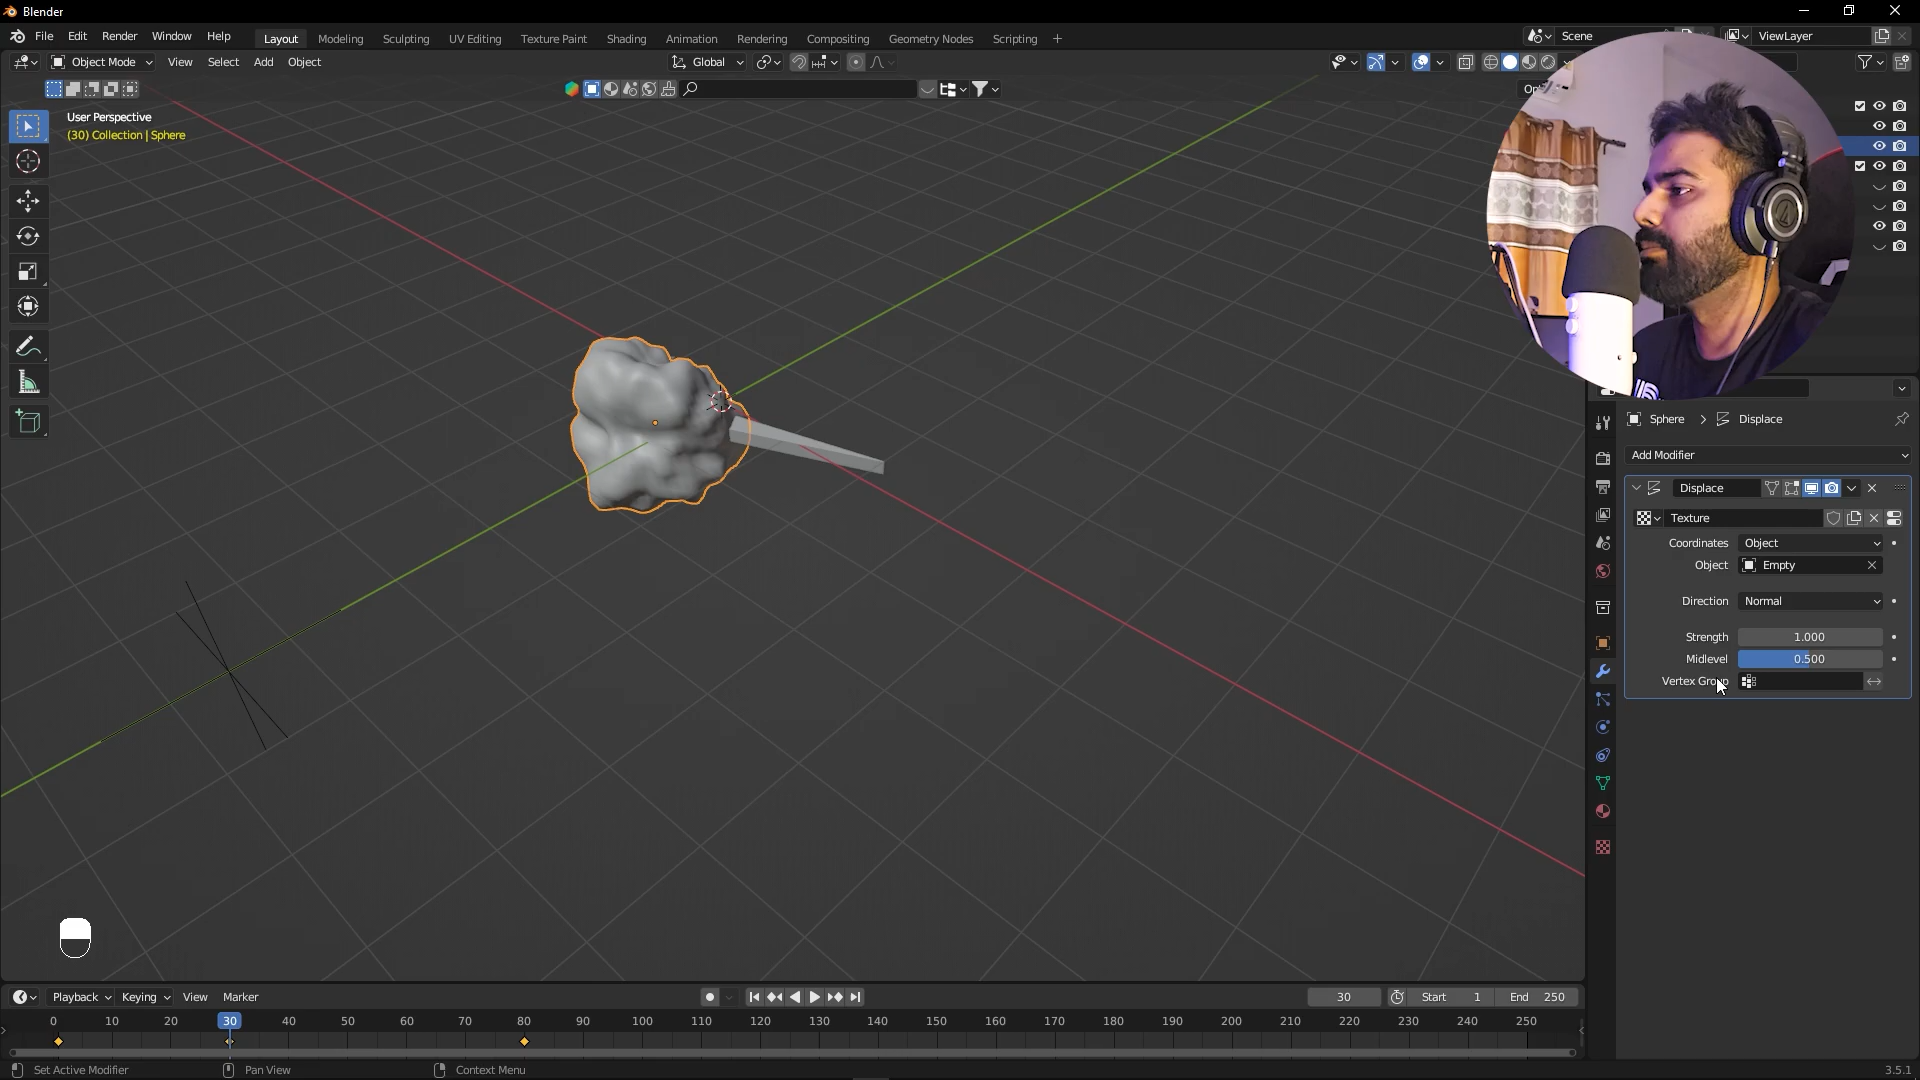 Blender
File Edit Render Window Help
Layout Modeling Sculpting UV Editing Texture Paint Shading Animation Rendering Compositing Geometry Nodes Scripting +
Scene
ViewLayer
Object Mode View Select Add Object
Global
User Perspective
(30) Collection | Sphere
Sphere > Displace
Add Modifier
Displace
Texture
Coordinates Object
Object Empty
Direction Normal
Strength 1.000
Midlevel 0.500
Vertex Group
Playback Keying View Marker
30 Start 1 End 250
0 10 20 30 40 50 60 70 80 90 100 110 120 130 140 150 160 170 180 190 200 210 220 230 240 250
Set Active Modifier Pan View Context Menu
3.5.1